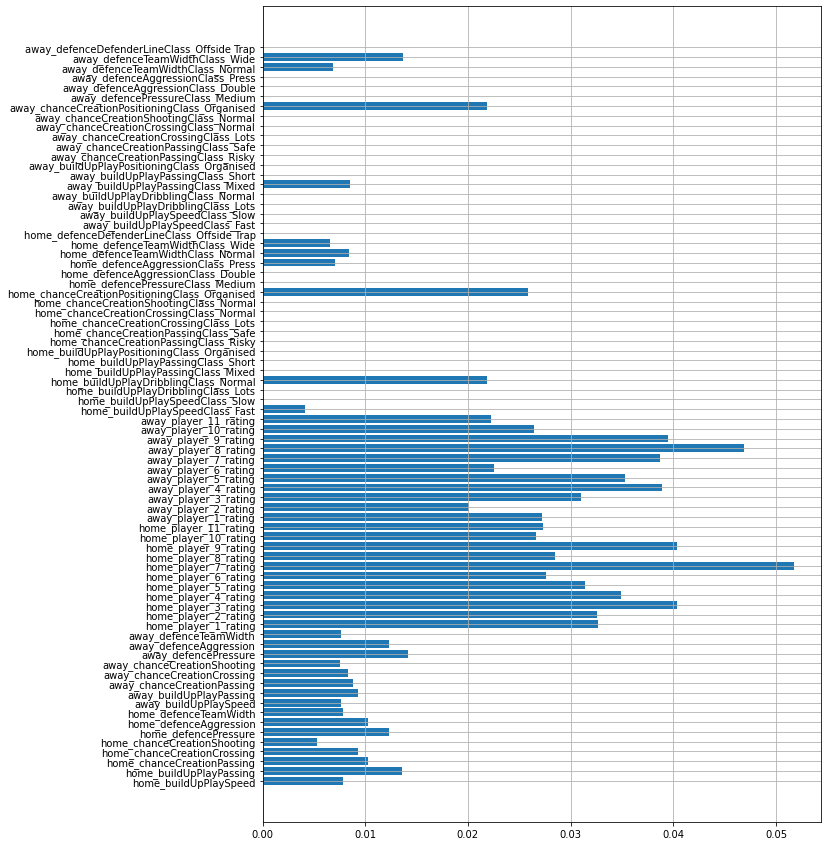 away_defenceDefenderLineClass_Offside Trap
away_defenceTeamWidthClass_Wide
away_defenceTeamWidthClass_Normal
away_defenceAggressionClass_Press
away_defenceAggressionClass_Double
away_defencePressureClass_Medium
away_chanceCreationPositioningClass_Organised
away_chanceCreationShootingClass_Normal
away_chanceCreationCrossingClass_Normal
away_chanceCreationCrossingClass_Lots
away_chanceCreationPassingClass_Safe
away_chanceCreationPassingClass_Risky
away_buildUpPlayPositioningClass_Organised
away_buildUpPlayPassingClass_Short
away_buildUpPlayPassingClass_Mixed
away_buildUpPlayDribblingClass_Normal
away_buildUpPlayDribblingClass_Lots
away_buildUpPlaySpeedClass_Slow
away_buildUpPlaySpeedClass_Fast
home_defenceDefenderLineClass_Offside Trap
home_defenceTeamWidthClass_Wide
home_defenceTeamWidthClass_Normal
home_defenceAggressionClass_Press
home_defenceAggressionClass_Double
home_defencePressureClass_Medium
home_chanceCreationPositioningClass_Organised
home_chanceCreationShootingClass_Normal
home_chanceCreationCrossingClass_Normal
home_chanceCreationCrossingClass_Lots
home_chanceCreationPassingClass_Safe
home_chanceCreationPassingClass_Risky
home_buildUpPlayPositioningClass_Organised
home_buildUpPlayPassingClass_Short
home_buildUpPlayPassingClass_Mixed
home_buildUpPlayDribblingClass_Normal
home_buildUpPlayDribblingClass_Lots
home_buildUpPlaySpeedClass_Slow
home_buildUpPlaySpeedClass_Fast
away_player_11_rating
away_player_10_rating
away_player_9_rating
away_player_8_rating
away_player_7_rating
away_player_6_rating
away_player_5_rating
away_player_4_rating
away_player_3_rating
away_player_2_rating
away_player_1_rating
home_player_11_rating
home_player_10_rating
home_player_9_rating
home_player_8_rating
home_player_7_rating
home_player_6_rating
home_player_5_rating
home_player_4_rating
home_player_3_rating
home_player_2_rating
home_player_1_rating
away_defenceTeamWidth
away_defenceAggression
away_defencePressure
away_chanceCreationShooting
away_chanceCreationCrossing
away_chanceCreationPassing
away_buildUpPlayPassing
away_buildUpPlaySpeed
home_defenceTeamWidth
home_defenceAggression
home_defencePressure
home_chanceCreationShooting
home_chanceCreationCrossing
home_chanceCreationPassing
home_buildUpPlayPassing
home_buildUpPlaySpeed
0.00 0.01 0.02 0.03 0.04 0.05